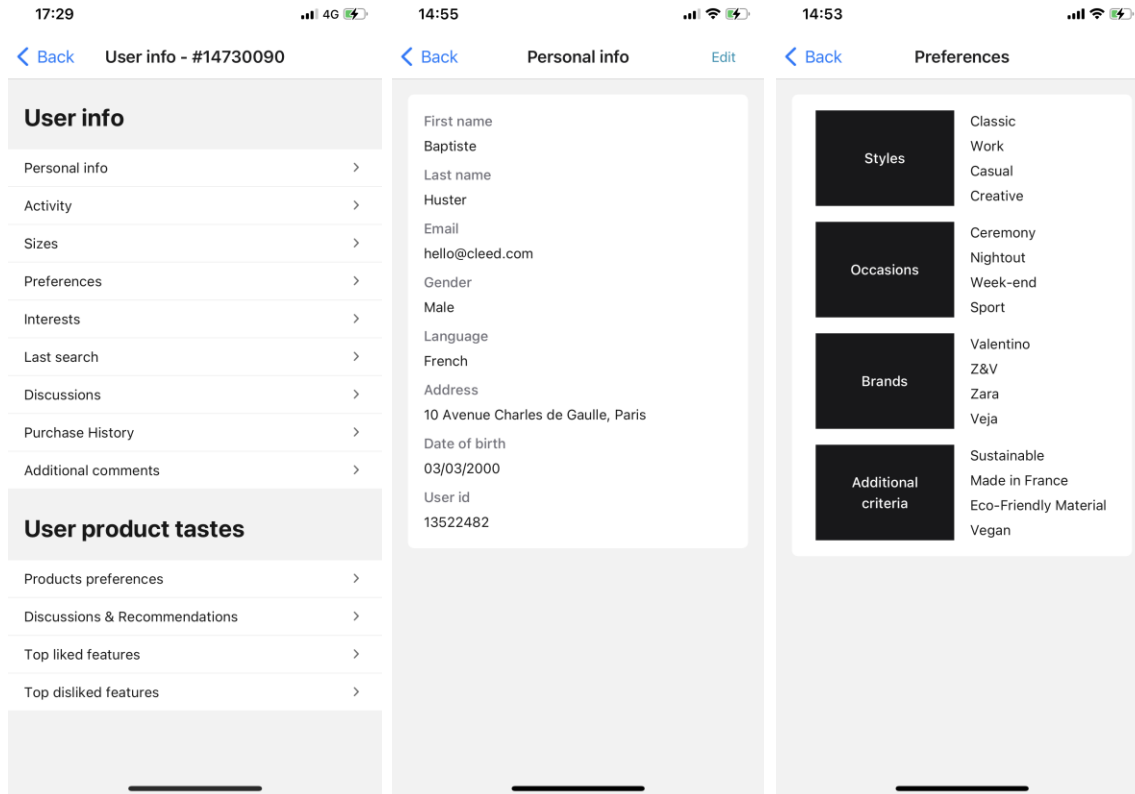 17:29
4G
Back
User info - #14730090
User info
Personal info
Activity
Sizes
Preferences
Interests
Last search
Discussions
Purchase History
Additional comments
User product tastes
Products preferences
Discussions & Recommendations
Top liked features
Top disliked features
14:55
Back
Personal info
Edit
First name
Baptiste
Last name
Huster
Email
hello@cleed.com
Gender
Male
Language
French
Address
10 Avenue Charles de Gaulle, Paris
Date of birth
03/03/2000
User id
13522482
14:53
Back
Preferences
Styles
Classic
Work
Casual
Creative
Occasions
Ceremony
Nightout
Week-end
Sport
Brands
Valentino
Z&V
Zara
Veja
Additional
criteria
Sustainable
Made in France
Eco-Friendly Material
Vegan